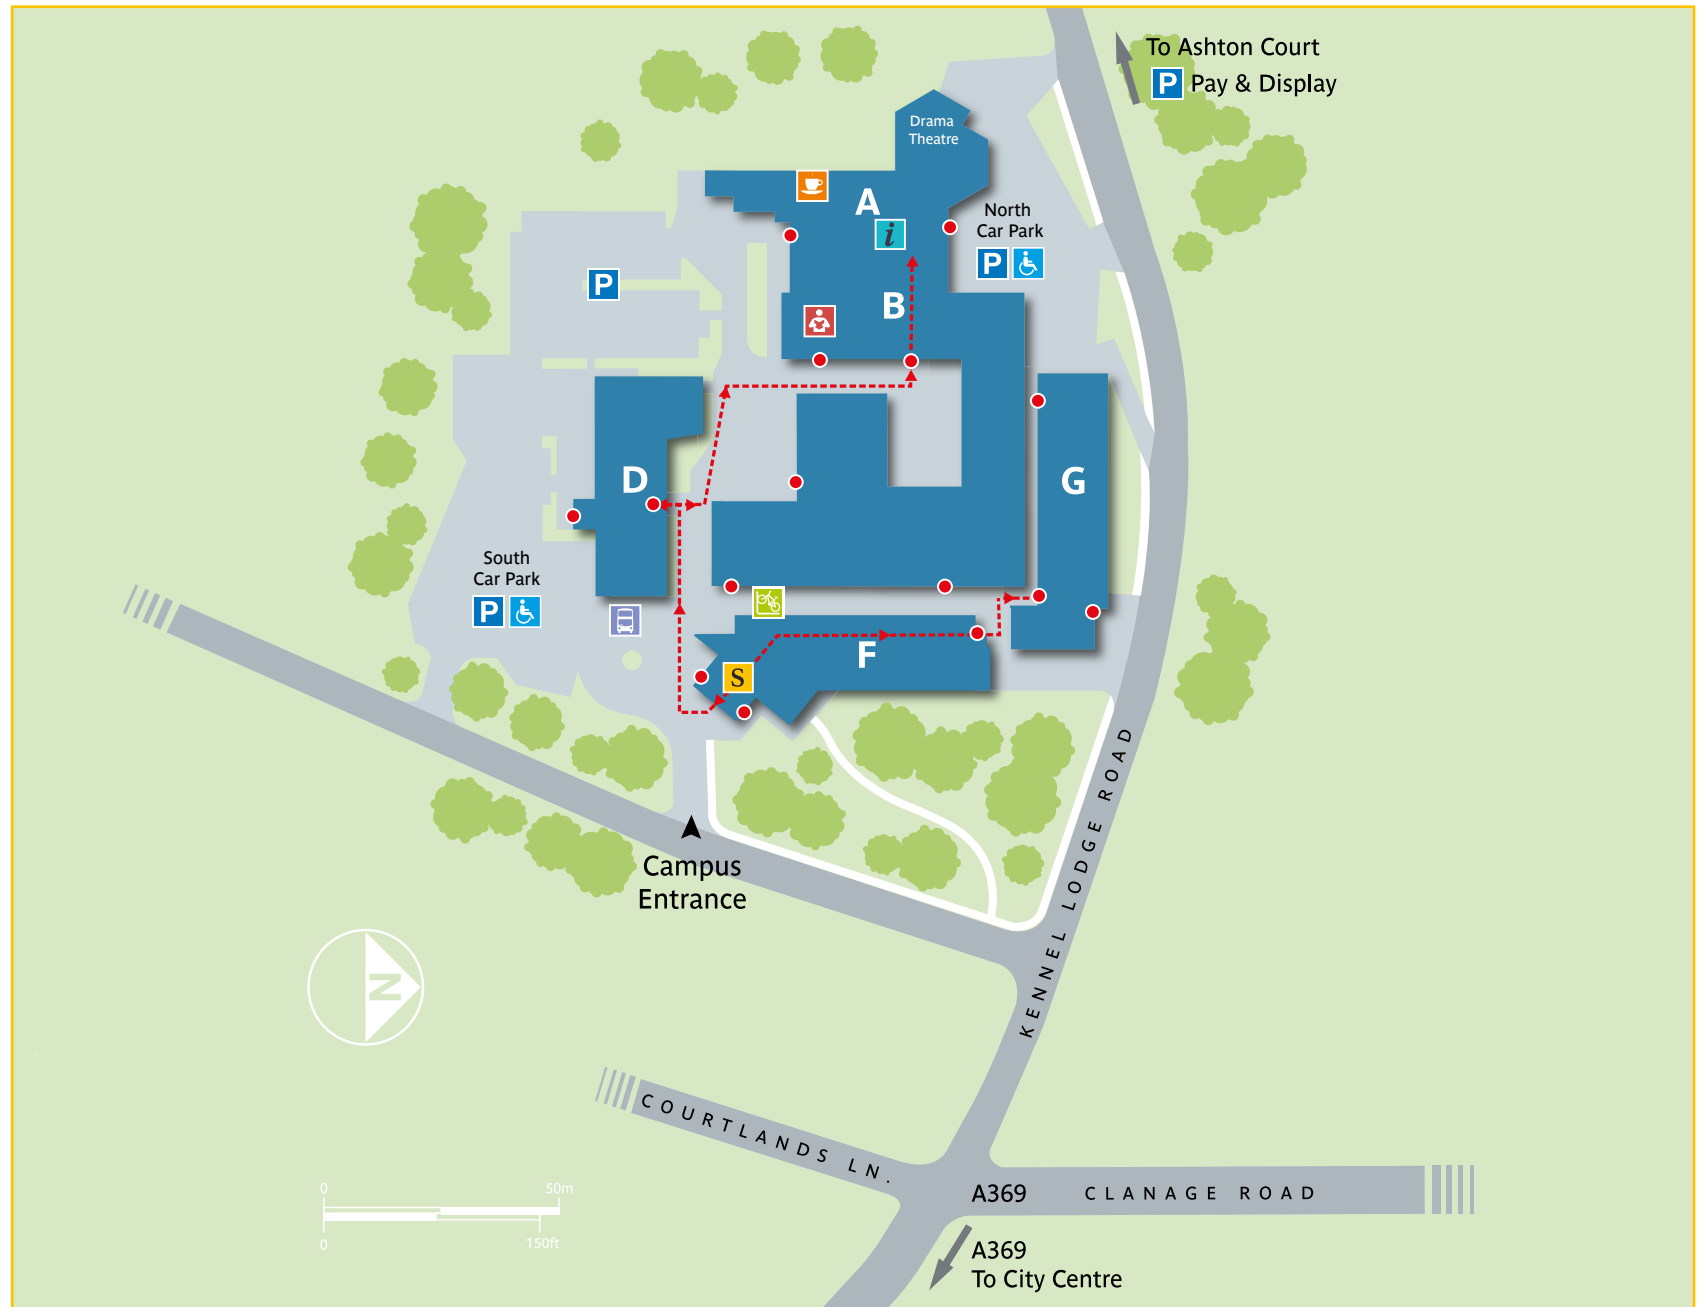 To Ashton Court
P Pay & Display
Drama
Theatre
A
North
Car Park
i
P
P
B
D
G
South
Car Park
P
F
S
KENNEL LODGE ROAD
Campus
Entrance
N
COURTLANDS LN.
0 50m
0 150ft
A369 CLANAGE ROAD
A369
To City Centre